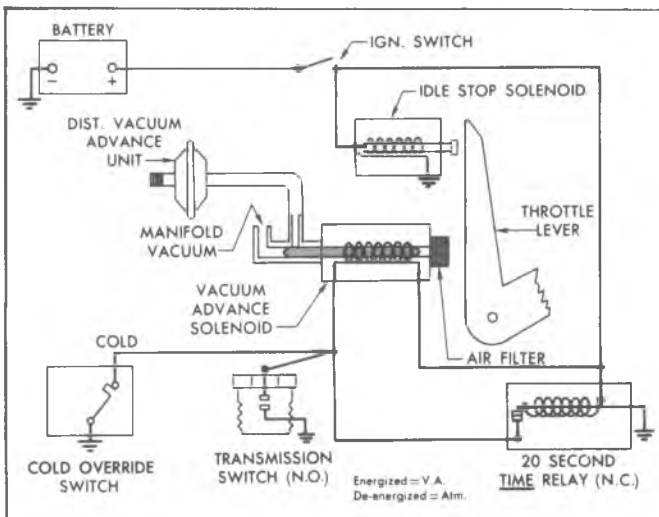 BATTERY
IGN. SWITCH
IDLE STOP SOLENOID
DIST. VACUUM
ADVANCE
UNIT
MANIFOLD
VACUUM
THROTTLE
LEVER
VACUUM
ADVANCE
SOLENOID
COLD
AIR FILTER
COLD OVERRIDE
SWITCH
TRANSMISSION
SWITCH (N.O.)
Energized = V.A.
De-energized = Atm.
20 SECOND
TIME RELAY (N.C.)